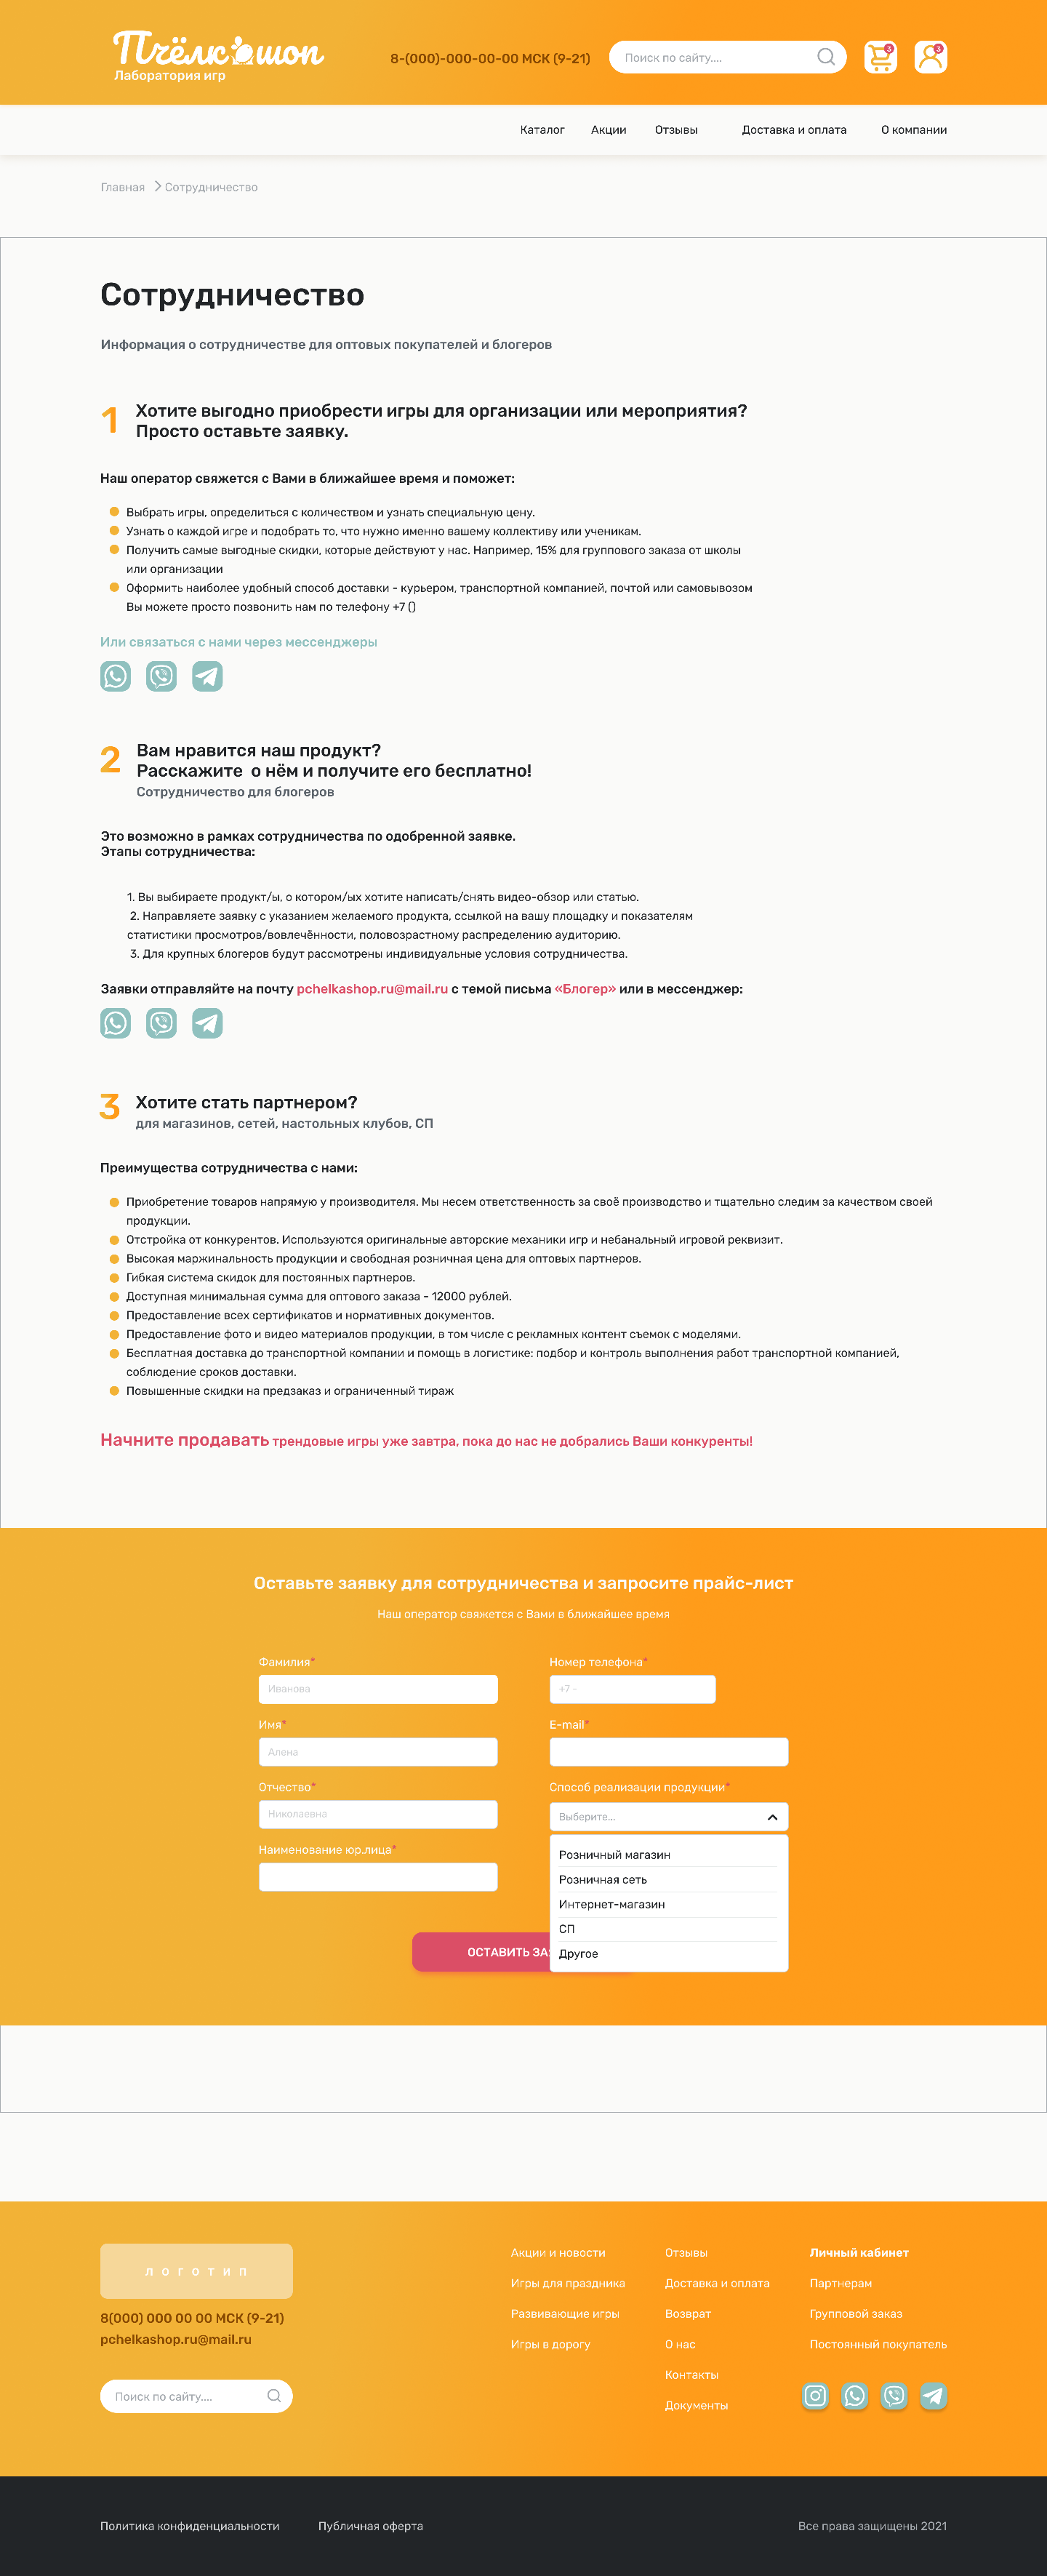 Пчёлкошоп
Лаборатория игр
8-(000)-000-00-00 МСК (9-21)
Поиск по сайту....
3
3
Каталог
Акции
Отзывы
Доставка и оплата
О компании
Главная
Сотрудничество
Сотрудничество
Информация о сотрудничестве для оптовых покупателей и блогеров
1
Хотите выгодно приобрести игры для организации или мероприятия?
Просто оставьте заявку.
Наш оператор свяжется с Вами в ближайшее время и поможет:
Выбрать игры, определиться с количеством и узнать специальную цену.
Узнать о каждой игре и подобрать то, что нужно именно вашему коллективу или ученикам.
Получить самые выгодные скидки, которые действуют у нас. Например, 15% для группового заказа от школы
или организации
Оформить наиболее удобный способ доставки - курьером, транспортной компанией, почтой или самовывозом
Вы можете просто позвонить нам по телефону +7 ()
Или связаться с нами через мессенджеры
2
Вам нравится наш продукт?
Расскажите о нём и получите его бесплатно!
Сотрудничество для блогеров
Это возможно в рамках сотрудничества по одобренной заявке.
Этапы сотрудничества:
1. Вы выбираете продукт/ы, о котором/ых хотите написать/снять видео-обзор или статью.
2. Направляете заявку с указанием желаемого продукта, ссылкой на вашу площадку и показателям
статистики просмотров/вовлечённости, половозрастному распределению аудиторию.
3. Для крупных блогеров будут рассмотрены индивидуальные условия сотрудничества.
Заявки отправляйте на почту pchelkashop.ru@mail.ru с темой письма «Блогер» или в мессенджер:
3
Хотите стать партнером?
для магазинов, сетей, настольных клубов, СП
Преимущества сотрудничества с нами:
Приобретение товаров напрямую у производителя. Мы несем ответственность за своё производство и тщательно следим за качеством своей
продукции.
Отстройка от конкурентов. Используются оригинальные авторские механики игр и небанальный игровой реквизит.
Высокая маржинальность продукции и свободная розничная цена для оптовых партнеров.
Гибкая система скидок для постоянных партнеров.
Доступная минимальная сумма для оптового заказа - 12000 рублей.
Предоставление всех сертификатов и нормативных документов.
Предоставление фото и видео материалов продукции, в том числе с рекламных контент съемок с моделями.
Бесплатная доставка до транспортной компании и помощь в логистике: подбор и контроль выполнения работ транспортной компанией,
соблюдение сроков доставки.
Повышенные скидки на предзаказ и ограниченный тираж
Начните продавать трендовые игры уже завтра, пока до нас не добрались Ваши конкуренты!
Оставьте заявку для сотрудничества и запросите прайс-лист
Наш оператор свяжется с Вами в ближайшее время
Фамилия*
Иванова
Имя*
Алена
Отчество*
Николаевна
Наименование юр.лица*
Номер телефона*
+7 -
E-mail*
Способ реализации продукции*
Выберите...
Розничный магазин
Розничная сеть
Интернет-магазин
СП
Другое
ОСТАВИТЬ ЗА
ЛОГОТИП
8(000) 000 00 00 МСК (9-21)
pchelkashop.ru@mail.ru
Поиск по сайту....
Акции и новости
Игры для праздника
Развивающие игры
Игры в дорогу
Отзывы
Доставка и оплата
Возврат
О нас
Контакты
Документы
Личный кабинет
Партнерам
Групповой заказ
Постоянный покупатель
Политика конфиденциальности
Публичная оферта
Все права защищены 2021